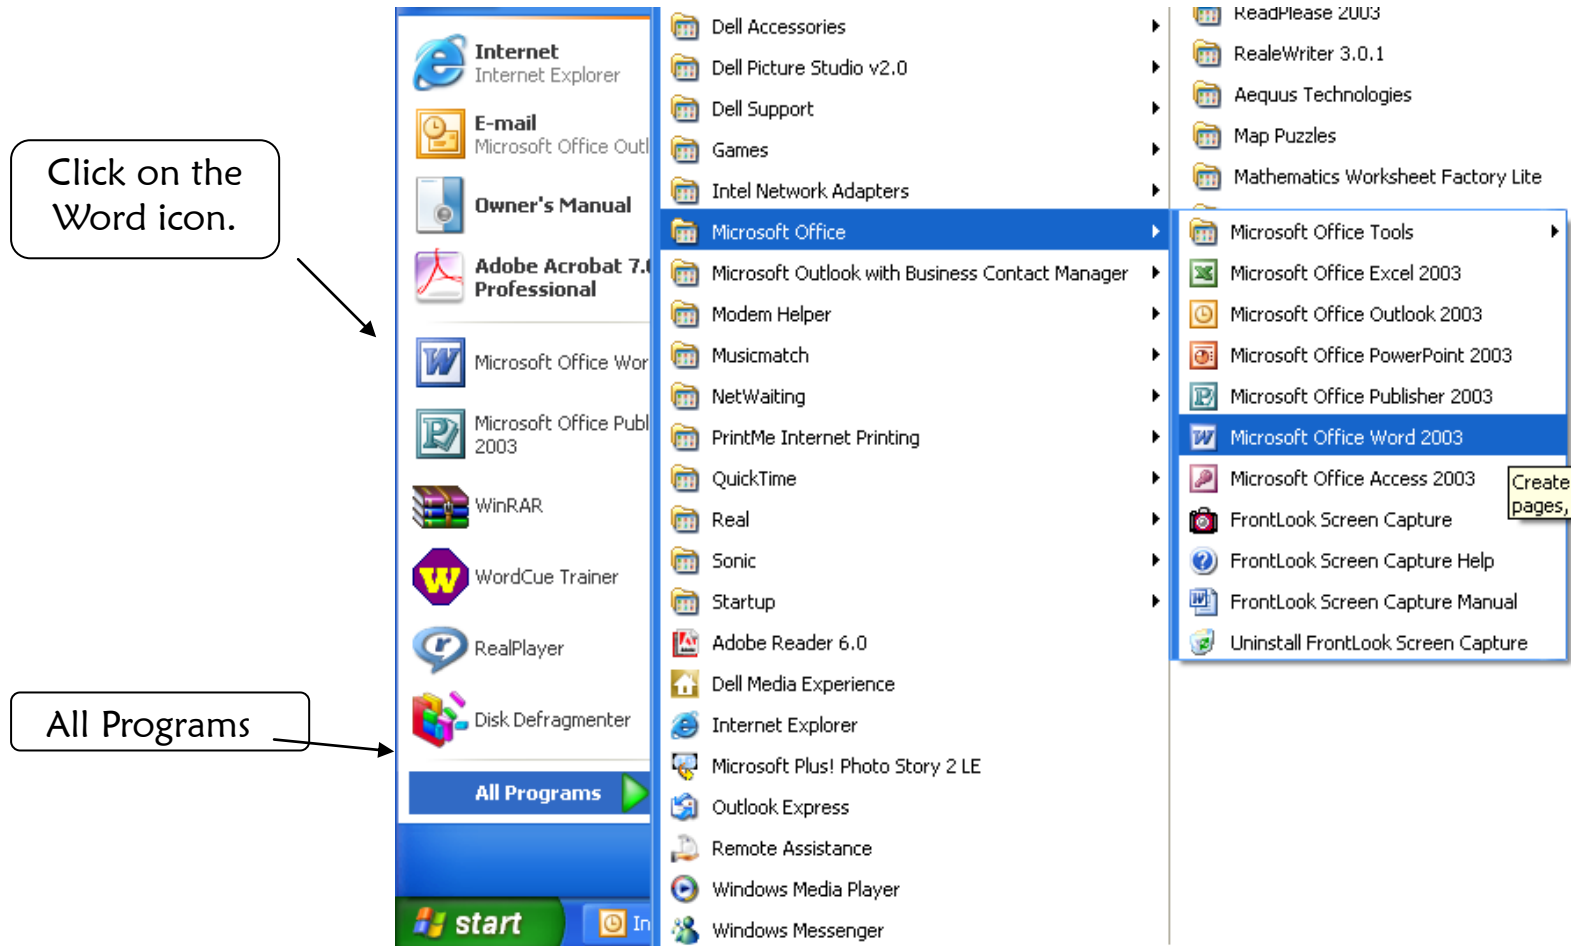 Click on the
Word icon.
All Programs
Internet
Internet Explorer
E-mail
Microsoft Office Outl
Owner's Manual
Adobe Acrobat 7.0
Professional
Microsoft Office Wor
Microsoft Office Publ
2003
WinRAR
WordCue Trainer
RealPlayer
Disk Defragmenter
All Programs
start
In
Dell Accessories
Dell Picture Studio v2.0
Dell Support
Games
Intel Network Adapters
Microsoft Office
Microsoft Outlook with Business Contact Manager
Modem Helper
Musicmatch
NetWaiting
PrintMe Internet Printing
QuickTime
Real
Sonic
Startup
Adobe Reader 6.0
Dell Media Experience
Internet Explorer
Microsoft Plus! Photo Story 2 LE
Outlook Express
Remote Assistance
Windows Media Player
Windows Messenger
ReadPlease 2003
RealeWriter 3.0.1
Aequus Technologies
Map Puzzles
Mathematics Worksheet Factory Lite
Microsoft Office Tools
Microsoft Office Excel 2003
Microsoft Office Outlook 2003
Microsoft Office PowerPoint 2003
Microsoft Office Publisher 2003
Microsoft Office Word 2003
Microsoft Office Access 2003
FrontLook Screen Capture
FrontLook Screen Capture Help
FrontLook Screen Capture Manual
Uninstall FrontLook Screen Capture
Create
pages,